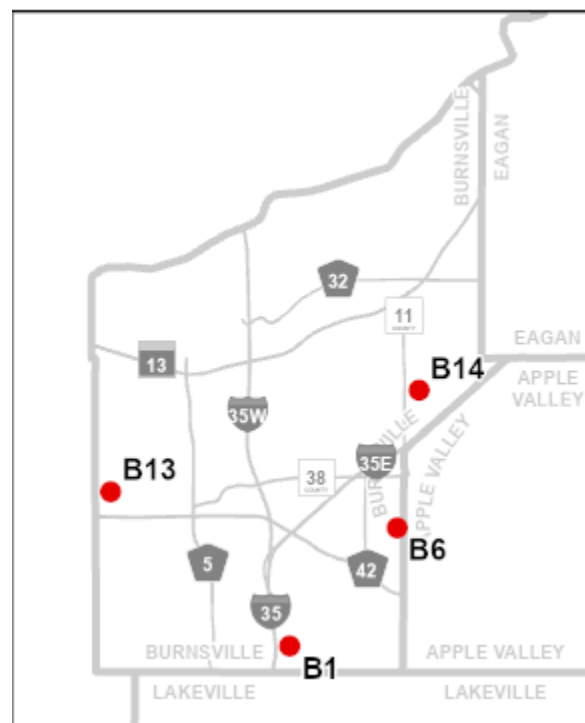 BURNSVILLE
EAGAN
32
11
COUNTY
EAGAN
13
APPLE
VALLEY
B14
35W
BURNSVILLE
APPLE VALLEY
35E
B13
38
COUNTY
B6
5
42
35
BURNSVILLE
APPLE VALLEY
B1
LAKEVILLE
LAKEVILLE